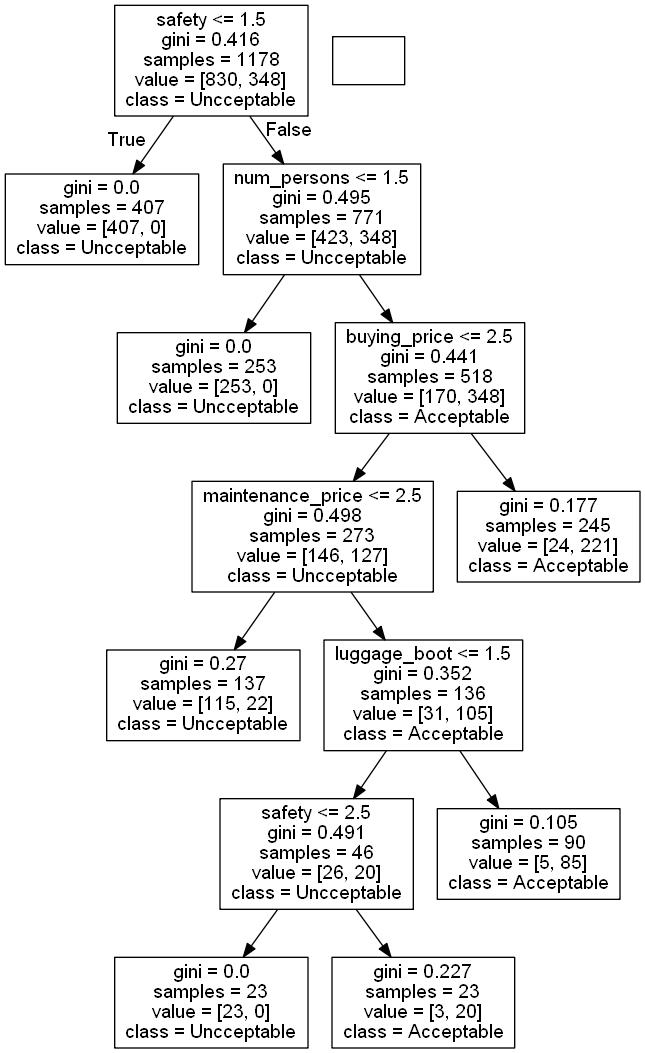 safety <= 1.5
gini = 0.416
samples = 1178
value = [830, 348]
class = Uncceptable
True
False
gini = 0.0
samples = 407
value = [407, 0]
class = Uncceptable
num_persons <= 1.5
gini = 0.495
samples = 771
value = [423, 348]
class = Uncceptable
gini = 0.0
samples = 253
value = [253, 0]
class = Uncceptable
buying_price <= 2.5
gini = 0.441
samples = 518
value = [170, 348]
class = Acceptable
maintenance_price <= 2.5
gini = 0.498
samples = 273
value = [146, 127]
class = Uncceptable
gini = 0.177
samples = 245
value = [24, 221]
class = Acceptable
gini = 0.27
samples = 137
value = [115, 22]
class = Uncceptable
luggage_boot <= 1.5
gini = 0.352
samples = 136
value = [31, 105]
class = Acceptable
safety <= 2.5
gini = 0.491
samples = 46
value = [26, 20]
class = Uncceptable
gini = 0.105
samples = 90
value = [5, 85]
class = Acceptable
gini = 0.0
samples = 23
value = [23, 0]
class = Uncceptable
gini = 0.227
samples = 23
value = [3, 20]
class = Acceptable